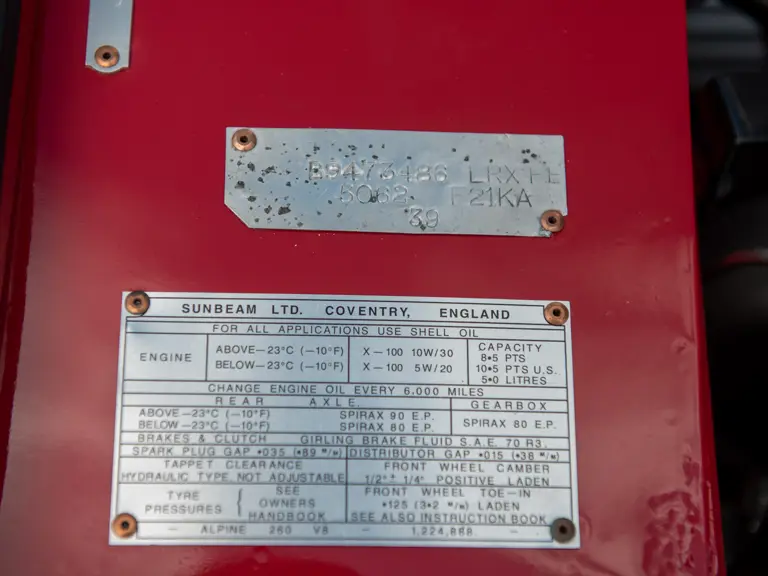 B9473486 LRXFE
5062 F21KA
39
SUNBEAM LTD. COVENTRY, ENGLAND
FOR ALL APPLICATIONS USE SHELL OIL
ENGINE
ABOVE—23°C (—10°F) X—100 10W/30
BELOW—23°C (—10°F) X—100 5W/20
CAPACITY
8•5 PTS
10•5 PTS U.S.
5•0 LITRES
CHANGE ENGINE OIL EVERY 6,000 MILES
REAR AXLE GEARBOX
ABOVE—23°C (—10°F) SPIRAX 90 E.P.
BELOW—23°C (—10°F) SPIRAX 80 E.P.
SPIRAX 80 E.P.
BRAKES & CLUTCH GIRLING BRAKE FLUID S.A.E. 70 R3.
SPARK PLUG GAP •035 (•89 M/M) DISTRIBUTOR GAP •015 (•38 M/M)
TAPPET CLEARANCE
HYDRAULIC TYPE. NOT ADJUSTABLE
FRONT WHEEL CAMBER
1/2°± 1/4° POSITIVE LADEN
TYRE PRESSURES { SEE OWNERS HANDBOOK
FRONT WHEEL TOE—IN
•125 (3•2 M/M) LADEN
SEE ALSO INSTRUCTION BOOK
— ALPINE 260 V8 — 1,224,888 —